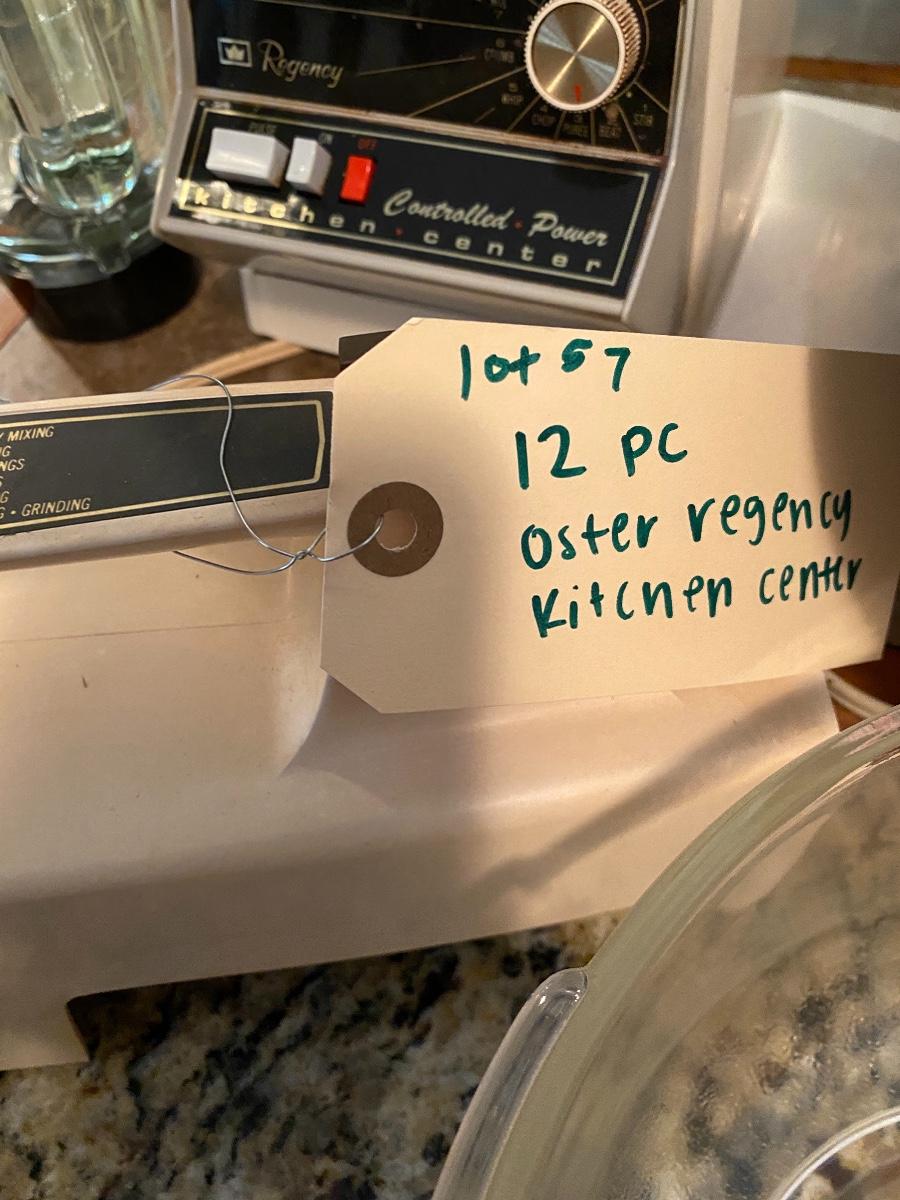 Regency
CRUMB
WHIP
CHOP
PUREE
BEAT
STIR
PULSE
ON
OFF
Controlled · Power
kitchen · center
lot 57
12 PC
Oster regency
Kitchen center
MIXING
GRINDING